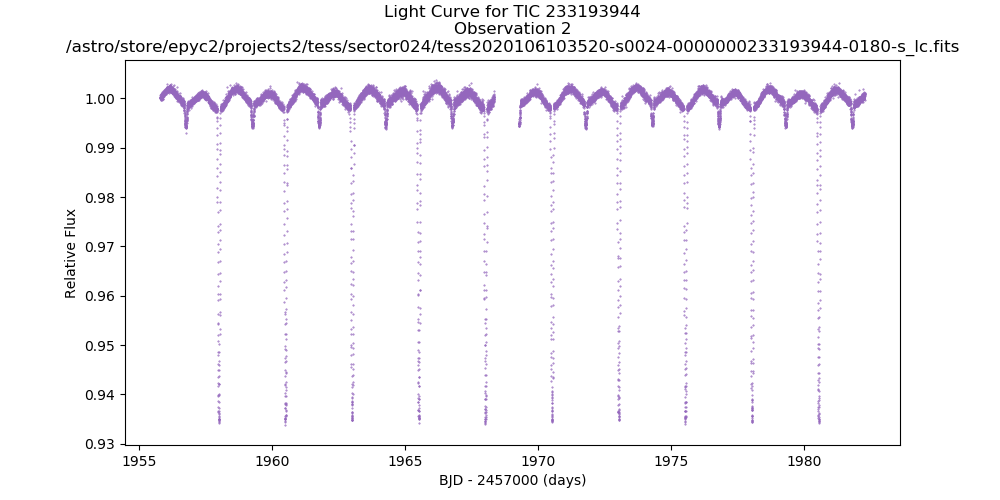 Light Curve for TIC 233193944
Observation 2
/astro/store/epyc2/projects2/tess/sector024/tess2020106103520-s0024-0000000233193944-0180-s_lc.fits
1.00
0.99
0.98
0.97
0.96
0.95
0.94
0.93
Relative Flux
1955
1960
1965
1970
1975
1980
BJD - 2457000 (days)